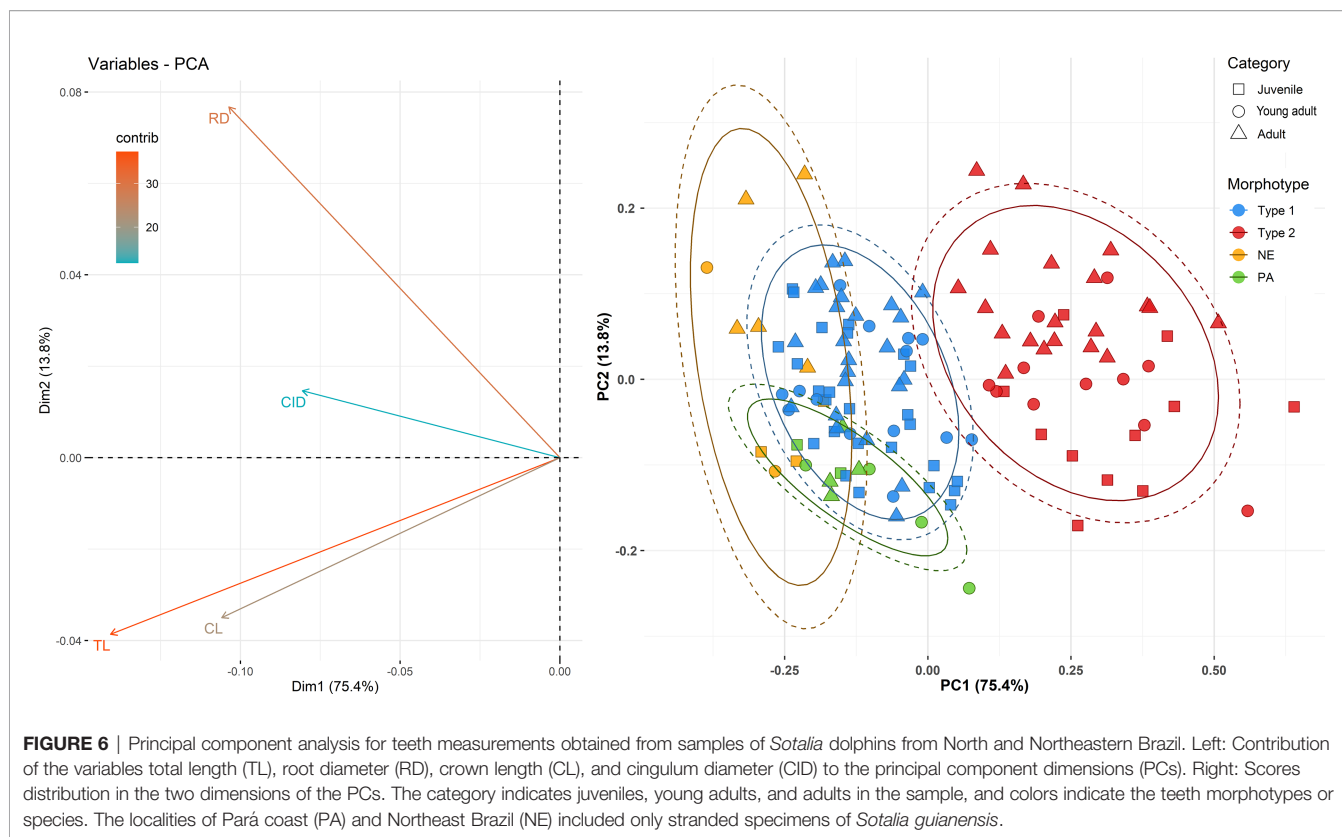 Variables - PCA
contrib
30
20
RD
CID
CL
TL
0.08
0.04
0.00
-0.04
Dim2 (13.8%)
-0.10
-0.05
0.00
Dim1 (75.4%)
0.2
0.0
-0.2
PC2 (13.8%)
-0.25
0.00
0.25
0.50
PC1 (75.4%)
Category
Juvenile
Young adult
Adult
Morphotype
Type 1
Type 2
NE
PA
FIGURE 6 | Principal component analysis for teeth measurements obtained from samples of Sotalia dolphins from North and Northeastern Brazil. Left: Contribution
of the variables total length (TL), root diameter (RD), crown length (CL), and cingulum diameter (CID) to the principal component dimensions (PCs). Right: Scores
distribution in the two dimensions of the PCs. The category indicates juveniles, young adults, and adults in the sample, and colors indicate the teeth morphotypes or
species. The localities of Pará coast (PA) and Northeast Brazil (NE) included only stranded specimens of Sotalia guianensis.